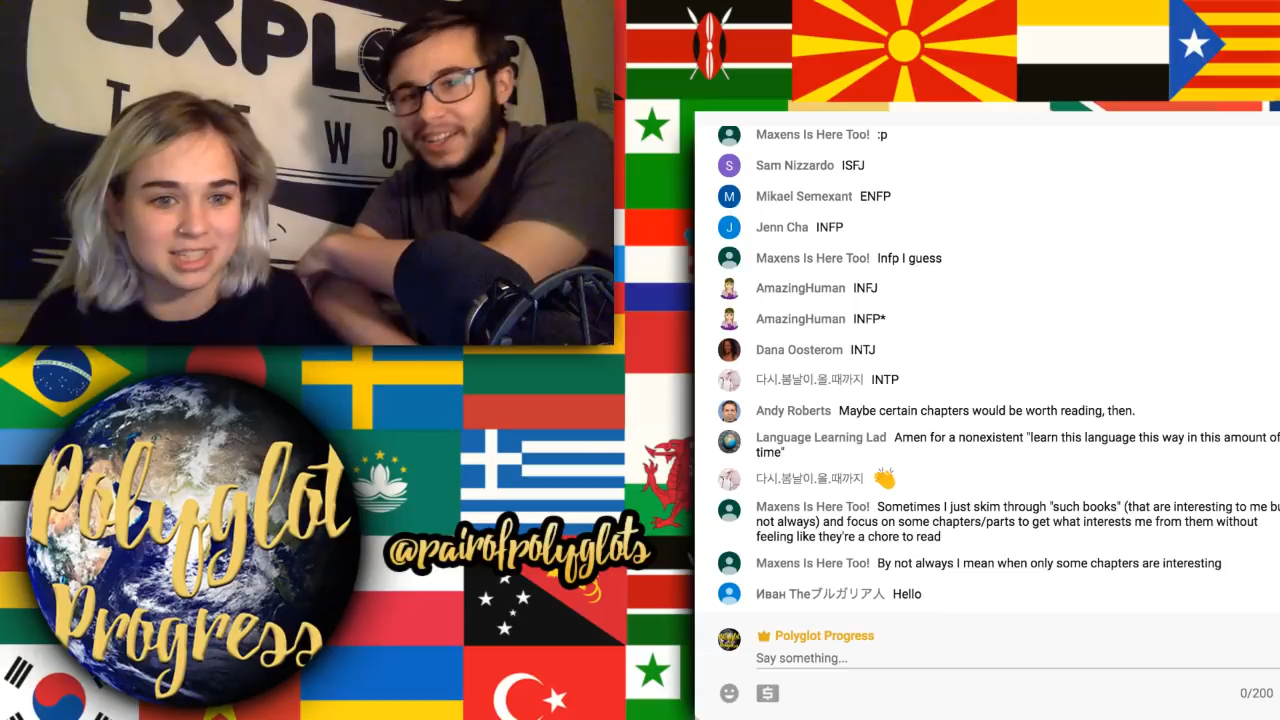 EXPLO
T E WO
Polyglot
Progress
@pairofpolyglots
Maxens Is Here Too! :p
Sam Nizzardo ISFJ
Mikael Semexant ENFP
Jenn Cha INFP
Maxens Is Here Too! Infp I guess
AmazingHuman INFJ
AmazingHuman INFP*
Dana Oosterom INTJ
다시.봄날이.올.때까지 INTP
Andy Roberts Maybe certain chapters would be worth reading, then.
Language Learning Lad Amen for a nonexistent "learn this language this way in this amount of
time"
다시.봄날이.올.때까지 👏
Maxens Is Here Too! Sometimes I just skim through "such books" (that are interesting to me bu
not always) and focus on some chapters/parts to get what interests me from them without
feeling like they're a chore to read
Maxens Is Here Too! By not always I mean when only some chapters are interesting
Иван Theブルガリア人 Hello
Polyglot Progress
Say something...
0/200
S
M
J